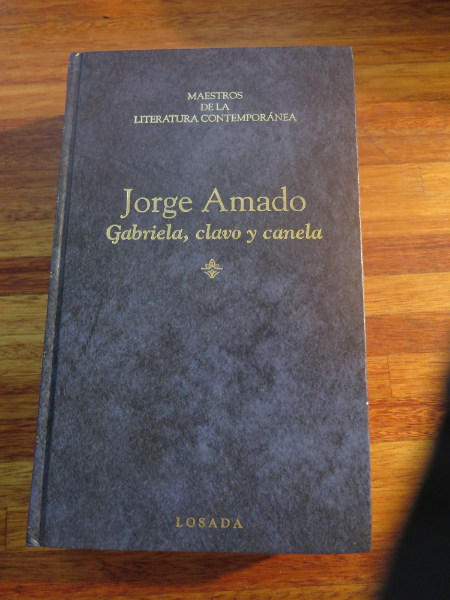 MAESTROS
DE LA
LITERATURA CONTEMPORÁNEA
Jorge Amado
Gabriela, clavo y canela
LOSADA